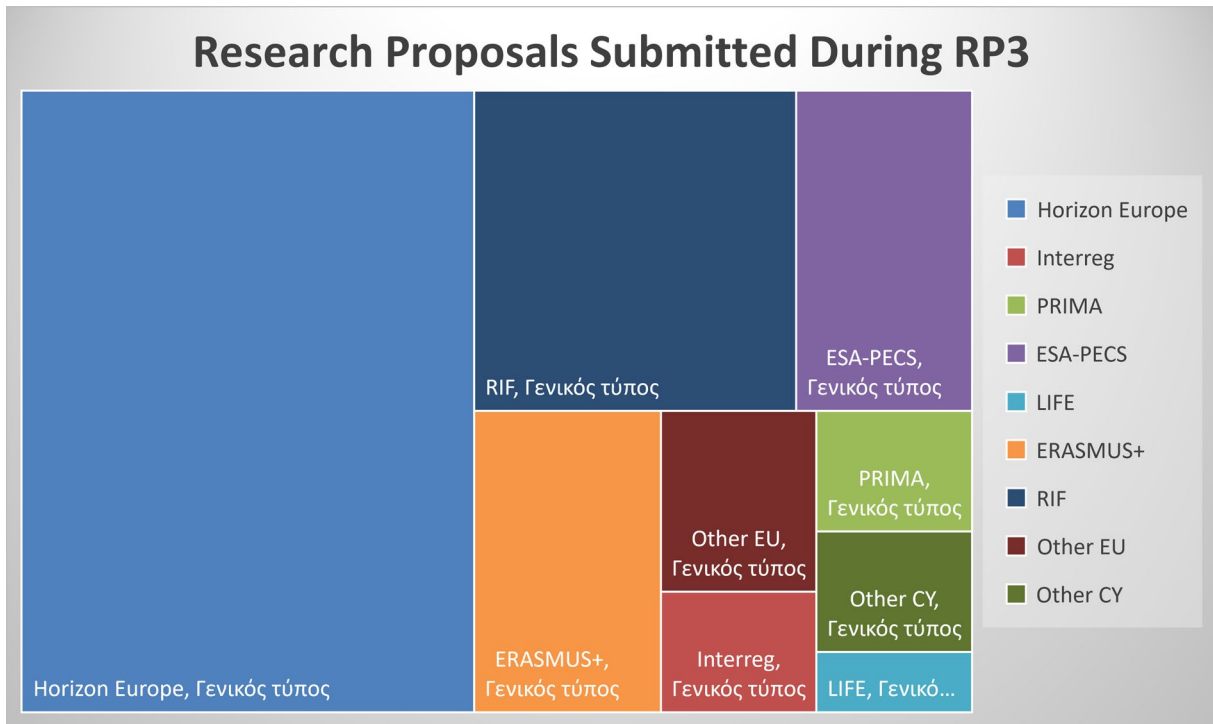 Research Proposals Submitted During RP3
Horizon Europe, Γενικός τύπος
RIF, Γενικός τύπος
ESA-PECS,
Γενικός τύπος
ERASMUS+,
Γενικός τύπος
Other EU,
Γενικός τύπος
Interreg,
Γενικός τύπος
PRIMA,
Γενικός τύπος
Other CY,
Γενικός τύπος
LIFE, Γενικό...
Horizon Europe
Interreg
PRIMA
ESA-PECS
LIFE
ERASMUS+
RIF
Other EU
Other CY